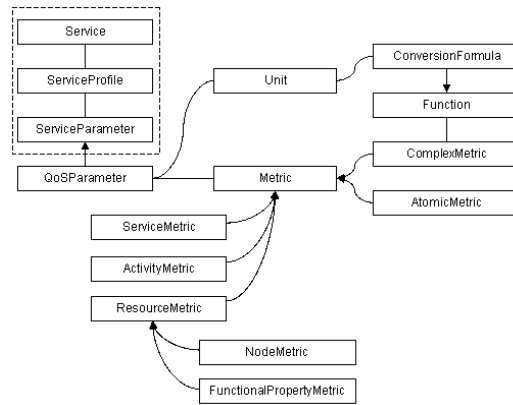 Service
ServiceProfile
ServiceParameter
QoSParameter
Unit
Metric
ConversionFormula
Function
ComplexMetric
AtomicMetric
ServiceMetric
ActivityMetric
ResourceMetric
NodeMetric
FunctionalPropertyMetric